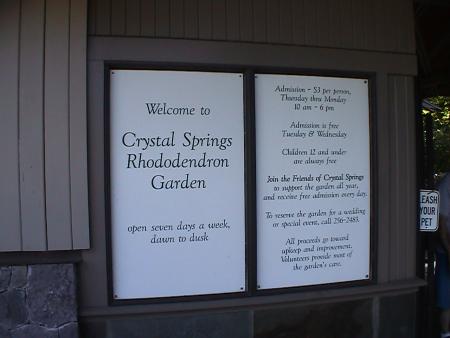 Welcome to
Crystal Springs
Rhododendron
Garden
open seven days a week,
dawn to dusk
Admission - $3 per person,
Thursday thru Monday
10 am - 6 pm
Admission is free
Tuesday & Wednesday
Children 12 and under
are always free
Join the Friends of Crystal Springs
to support the garden all year,
and receive free admission every day.
To reserve the garden for a wedding
or special event, call 256-2483.
All proceeds go toward
upkeep and improvement.
Volunteers provide most of
the garden's care.
LEASH
YOUR
PET